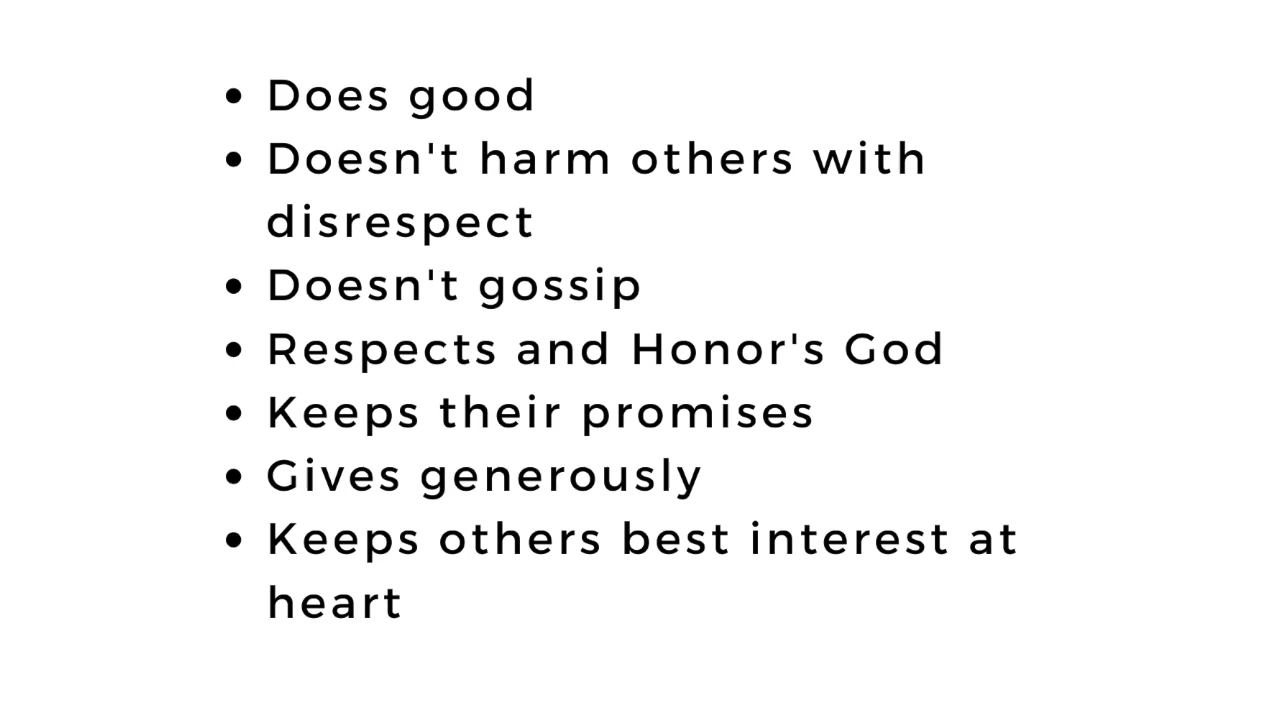 • Does good
• Doesn't harm others with
disrespect
• Doesn't gossip
• Respects and Honor's God
• Keeps their promises
• Gives generously
• Keeps others best interest at
heart